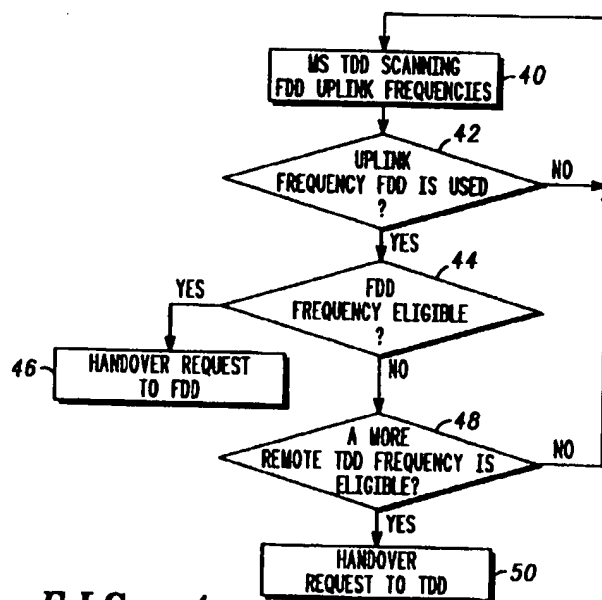 MS TDD SCANNING
FDD UPLINK FREQUENCIES
40
42
UPLINK
FREQUENCY FDD IS USED
?
NO
YES
44
FDD
FREQUENCY ELIGIBLE
?
YES
46
HANDOVER REQUEST
TO FDD
NO
48
A MORE
REMOTE TDD FREQUENCY IS
ELIGIBLE?
NO
YES
HANDOVER
REQUEST TO TDD
50